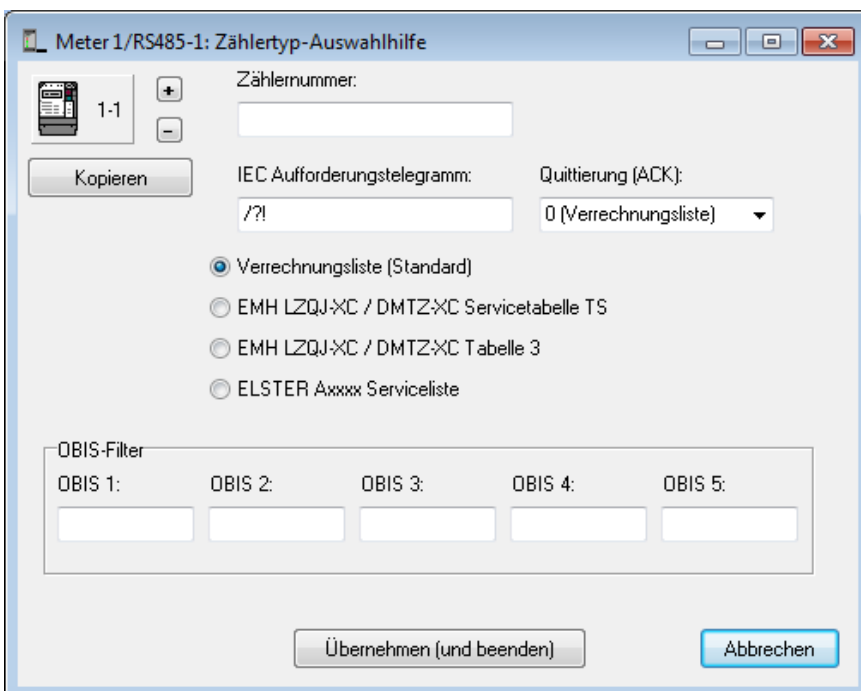 Meter 1/RS485-1: Zählertyp-Auswahlhilfe
1-1
+
-
Kopieren
Zählernummer:
IEC Aufforderungstelegramm:
Quittierung (ACK):
/?!
0 (Verrechnungsliste)
Verrechnungsliste (Standard)
EMH LZQJ-XC / DMTZ-XC Servicetabelle TS
EMH LZQJ-XC / DMTZ-XC Tabelle 3
ELSTER Axxxx Serviceliste
OBIS-Filter
OBIS 1: OBIS 2: OBIS 3: OBIS 4: OBIS 5:
Übernehmen (und beenden)
Abbrechen